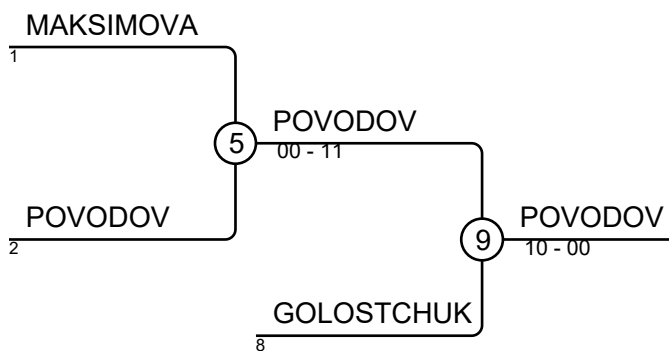 MAKSIMOVA
1
5
POVODOV
00 - 11
POVODOV
2
9
POVODOV
10 - 00
GOLOSTCHUK
8